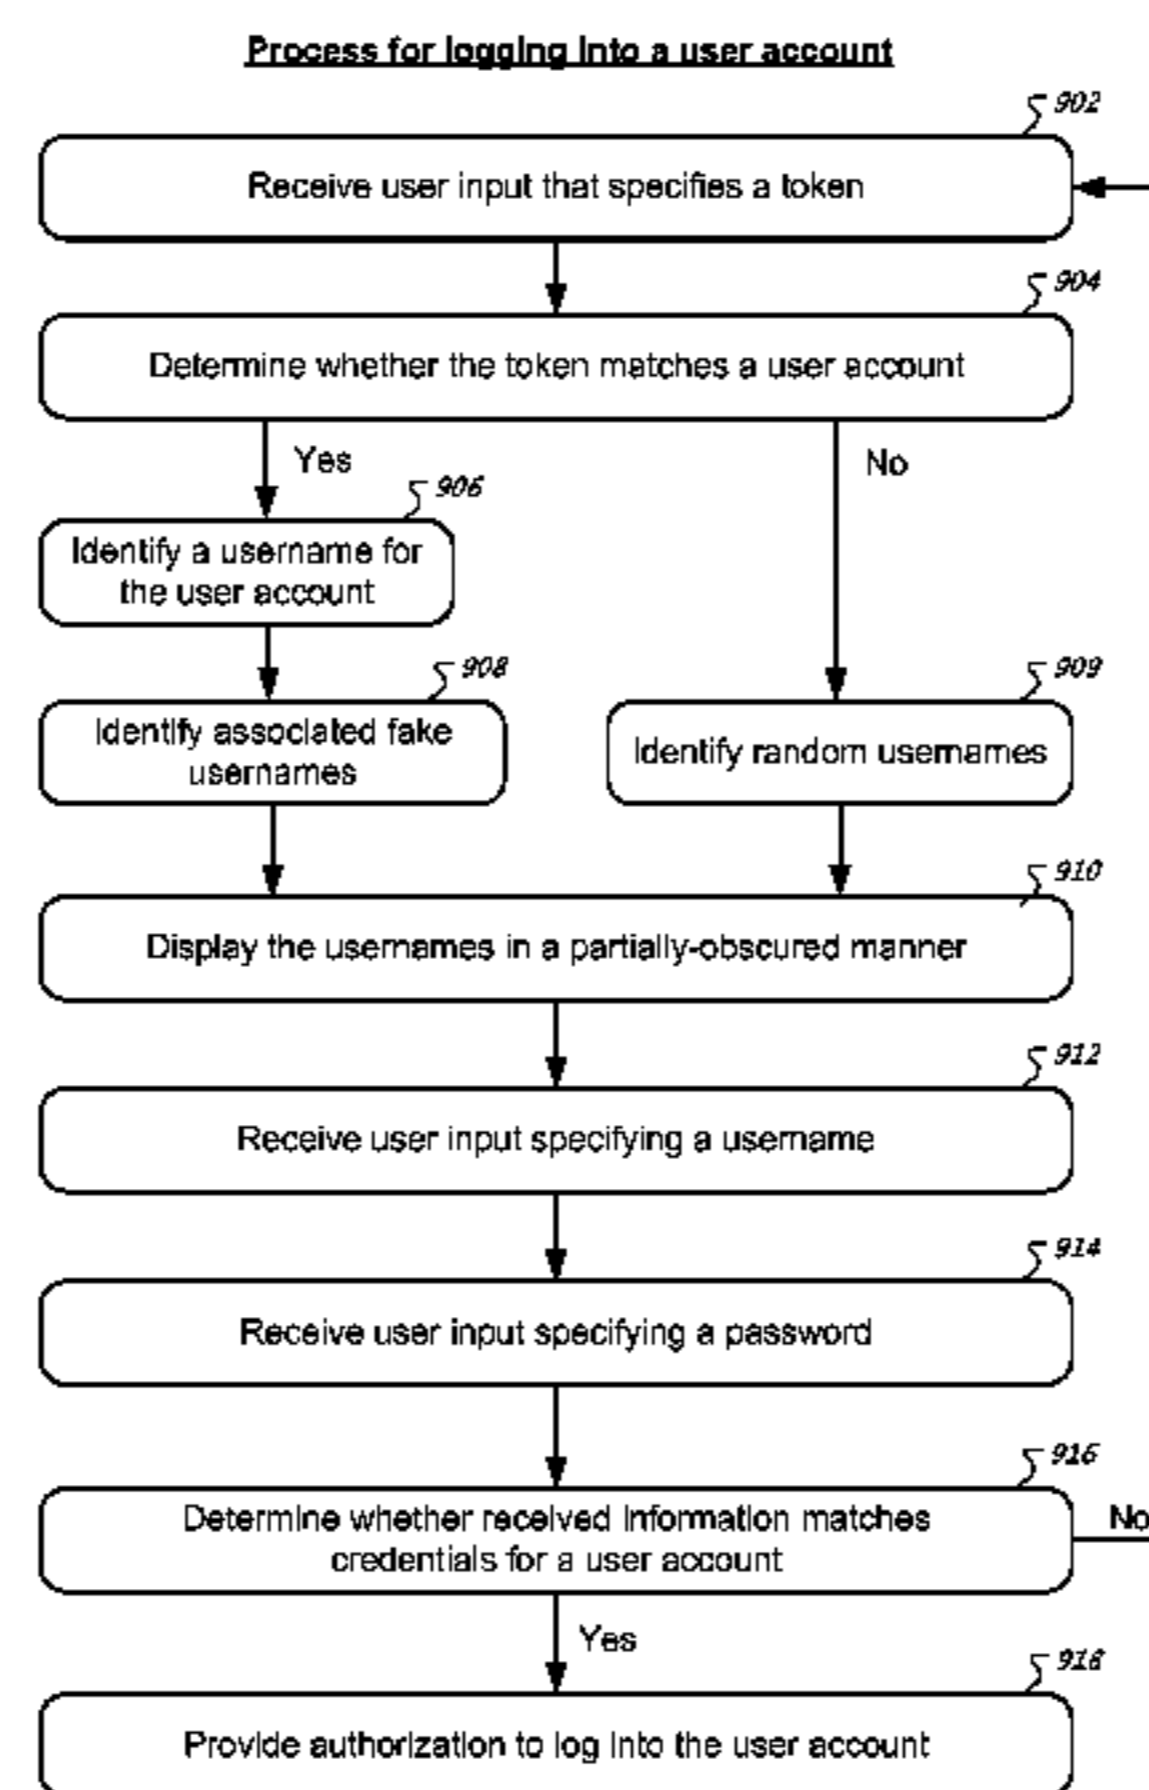 Process for logging into a user account
902
Receive user input that specifies a token
904
Determine whether the token matches a user account
Yes
No
906
Identify a username for
the user account
908
Identify associated fake
usernames
909
Identify random usernames
910
Display the usernames in a partially-obscured manner
912
Receive user input specifying a username
914
Receive user input specifying a password
916
Determine whether received information matches
credentials for a user account
No
Yes
918
Provide authorization to log into the user account